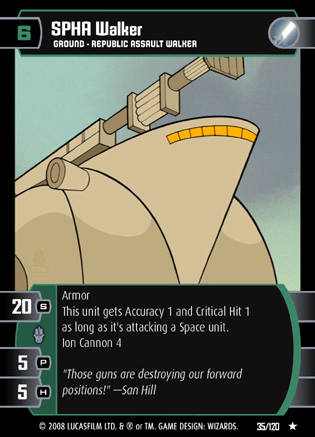 6
SPHA Walker
GROUND - REPUBLIC ASSAULT WALKER
20 S
Armor
This unit gets Accuracy 1 and Critical Hit 1
as long as it's attacking a Space unit.
Ion Cannon 4
5 P
5 H
"Those guns are destroying our forward
positions!" —San Hill
© 2008 LUCASFILM LTD. & ® or TM. GAME DESIGN: WIZARDS.
35/120